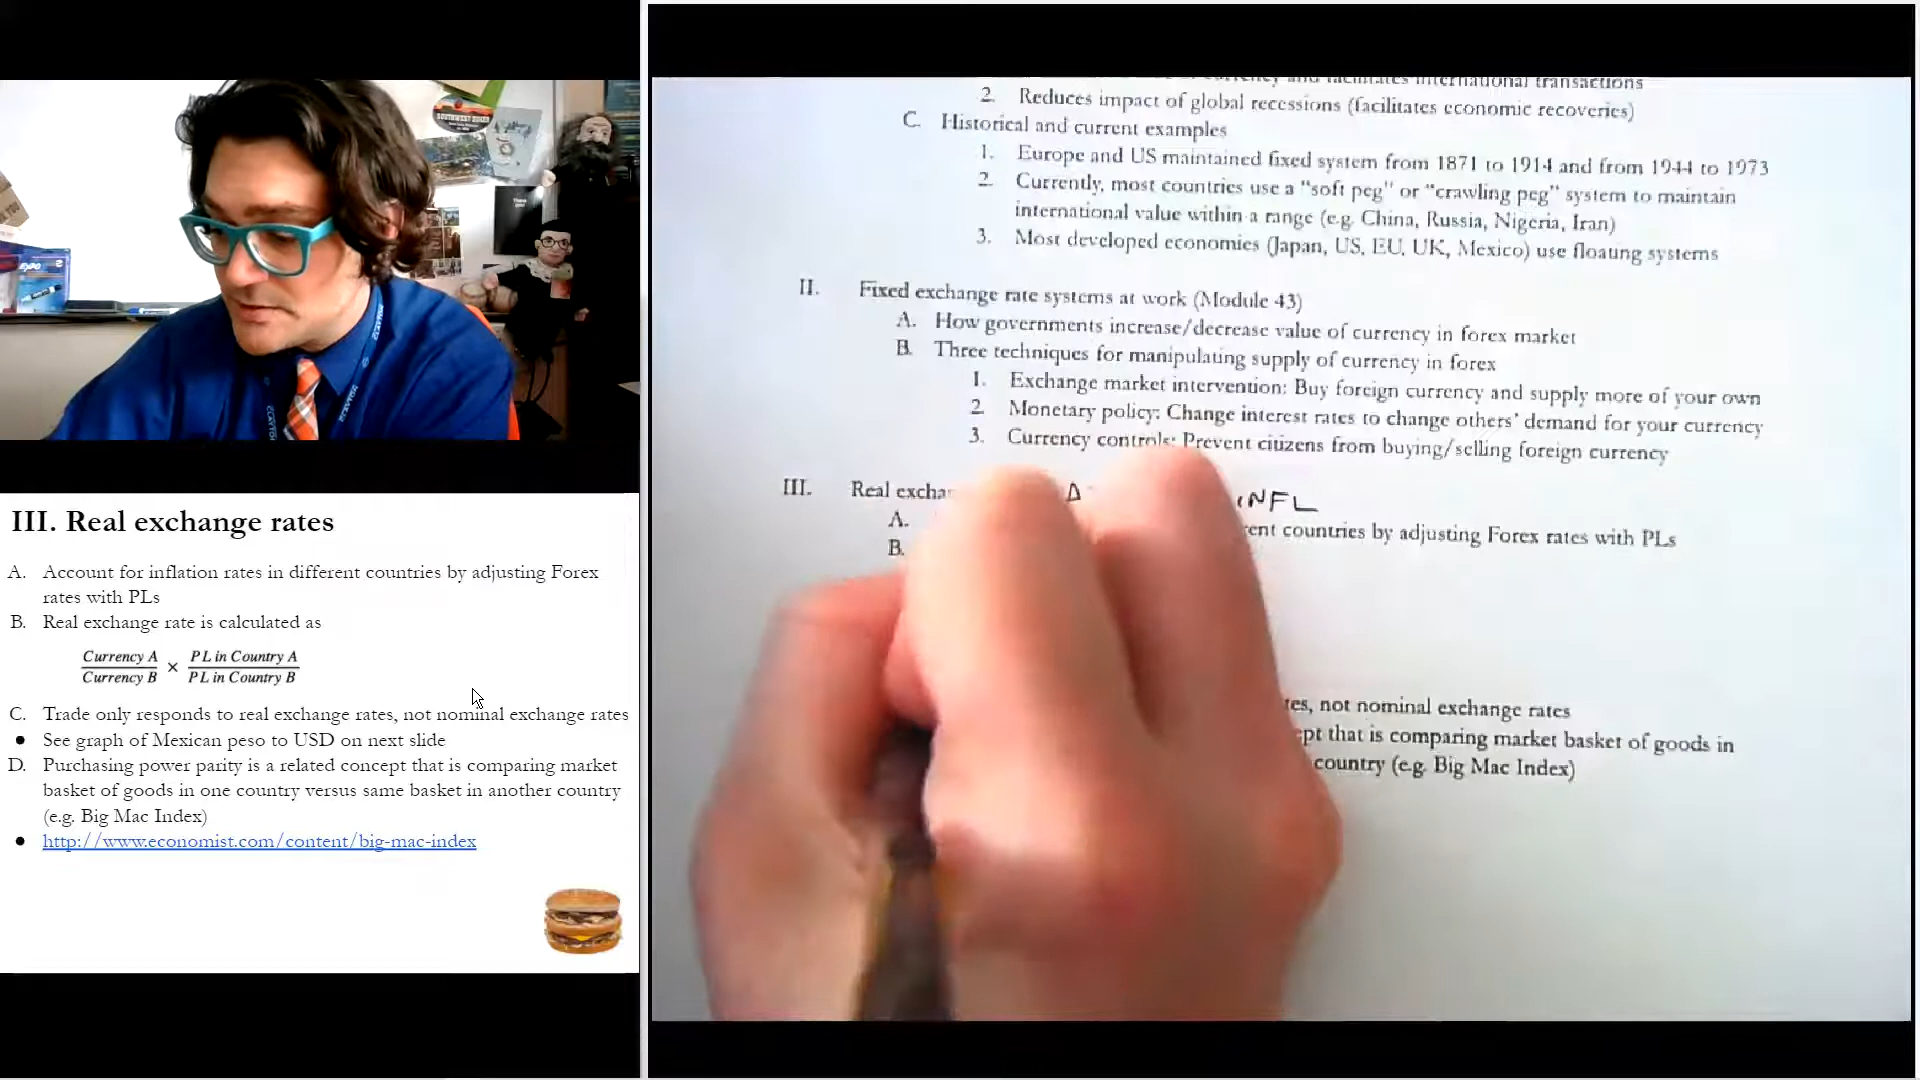 SOUTHWEST
EXPO
CLAYTON
III. Real exchange rates
A. Account for inflation rates in different countries by adjusting Forex
rates with PLs
B. Real exchange rate is calculated as
Currency A / Currency B × PL in Country A / PL in Country B
C. Trade only responds to real exchange rates, not nominal exchange rates
● See graph of Mexican peso to USD on next slide
D. Purchasing power parity is a related concept that is comparing market
basket of goods in one country versus same basket in another country
(e.g. Big Mac Index)
● http://www.economist.com/content/big-mac-index
currency and facilitates international transactions
2. Reduces impact of global recessions (facilitates economic recoveries)
C. Historical and current examples
1. Europe and US maintained fixed system from 1871 to 1914 and from 1944 to 1973
2. Currently, most countries use a "soft peg" or "crawling peg" system to maintain
international value within a range (e.g. China, Russia, Nigeria, Iran)
3. Most developed economies (Japan, US, EU, UK, Mexico) use floating systems
II. Fixed exchange rate systems at work (Module 43)
A. How governments increase/decrease value of currency in forex market
B. Three techniques for manipulating supply of currency in forex
1. Exchange market intervention: Buy foreign currency and supply more of your own
2. Monetary policy: Change interest rates to change others' demand for your currency
3. Currency controls: Prevent citizens from buying/selling foreign currency
III. Real Δ INFL
A. countries by adjusting Forex rates with PLs
B.
not nominal exchange rates
that is comparing market basket of goods in
country (e.g. Big Mac Index)